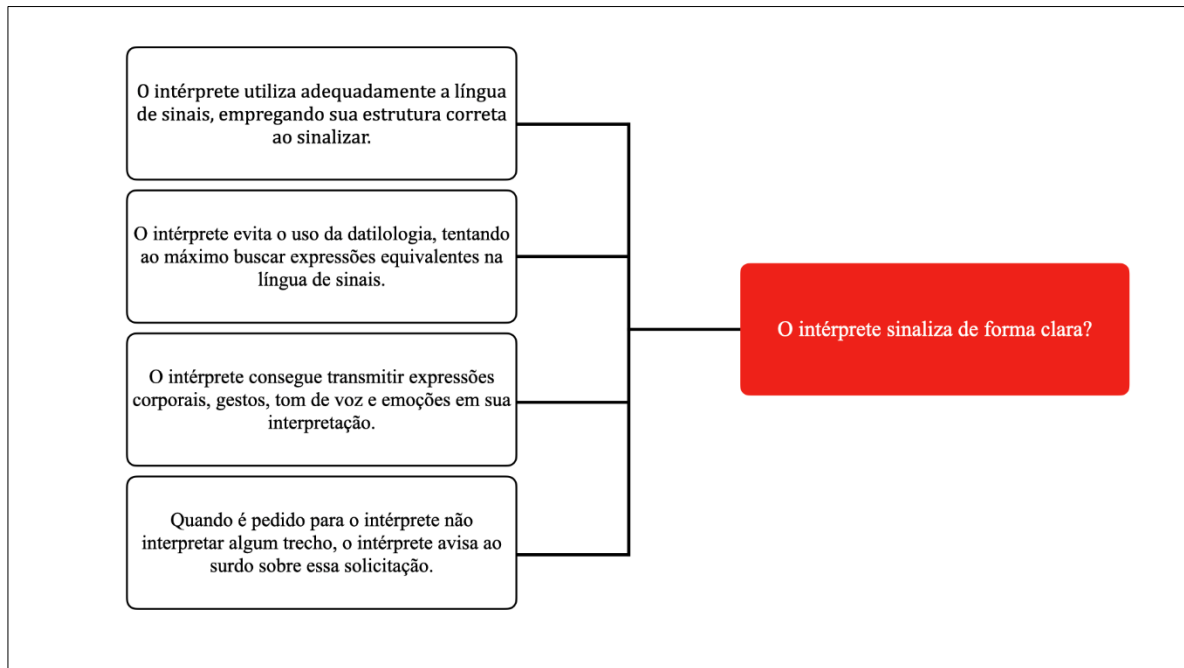 O intérprete utiliza adequadamente a língua
de sinais, empregando sua estrutura correta
ao sinalizar.
O intérprete evita o uso da datilologia, tentando
ao máximo buscar expressões equivalentes na
língua de sinais.
O intérprete consegue transmitir expressões
corporais, gestos, tom de voz e emoções em sua
interpretação.
Quando é pedido para o intérprete não
interpretar algum trecho, o intérprete avisa ao
surdo sobre essa solicitação.
O intérprete sinaliza de forma clara?